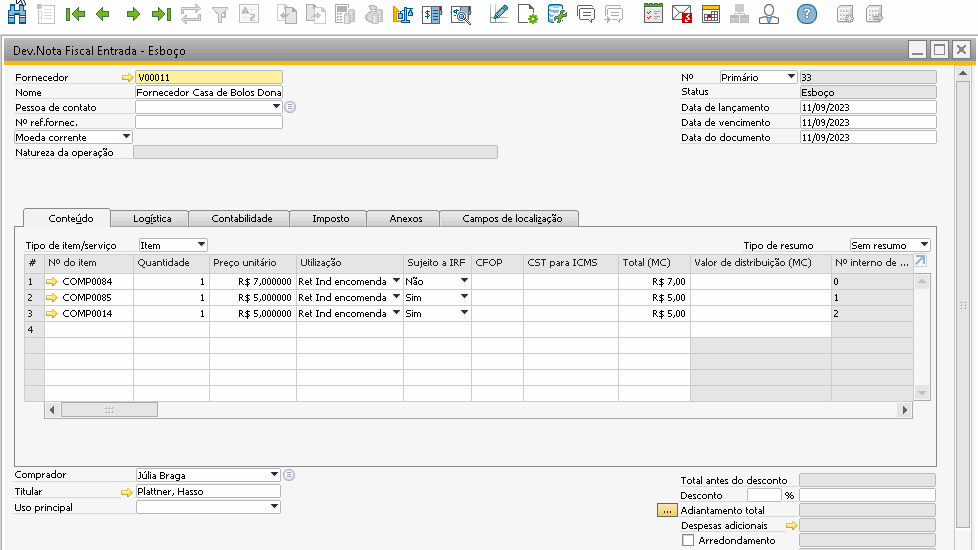 Dev.Nota Fiscal Entrada - Esboço
Fornecedor V00011
Nome Fornecedor Casa de Bolos Dona
Pessoa de contato
Nº ref.fornec.
Moeda corrente
Natureza da operação
Nº Primário 33
Status Esboço
Data de lançamento 11/09/2023
Data de vencimento 11/09/2023
Data do documento 11/09/2023
Conteúdo Logística Contabilidade Imposto Anexos Campos de localização
Tipo de item/serviço Item Tipo de resumo Sem resumo
# Nº do item Quantidade Preço unitário Utilização Sujeito a IRF CFOP CST para ICMS Total (MC) Valor de distribuição (MC) Nº interno de ...
1 COMP0084 1 R$ 7,000000 Ret Ind encomenda Não R$ 7,00 0
2 COMP0085 1 R$ 5,000000 Ret Ind encomenda Sim R$ 5,00 1
3 COMP0014 1 R$ 5,000000 Ret Ind encomenda Sim R$ 5,00 2
4
Comprador Júlia Braga
Titular Plattner, Hasso
Uso principal
Total antes do desconto
Desconto %
... Adiantamento total
Despesas adicionais
Arredondamento